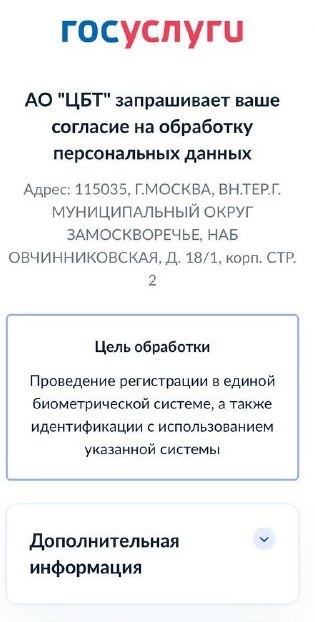 госуслуги
АО "ЦБТ" запрашивает ваше
согласие на обработку
персональных данных
Адрес: 115035, Г.МОСКВА, ВН.ТЕР.Г.
МУНИЦИПАЛЬНЫЙ ОКРУГ
ЗАМОСКВОРЕЧЬЕ, НАБ
ОВЧИННИКОВСКАЯ, Д. 18/1, корп. СТР.
2
Цель обработки
Проведение регистрации в единой
биометрической системе, а также
идентификации с использованием
указанной системы
Дополнительная
информация